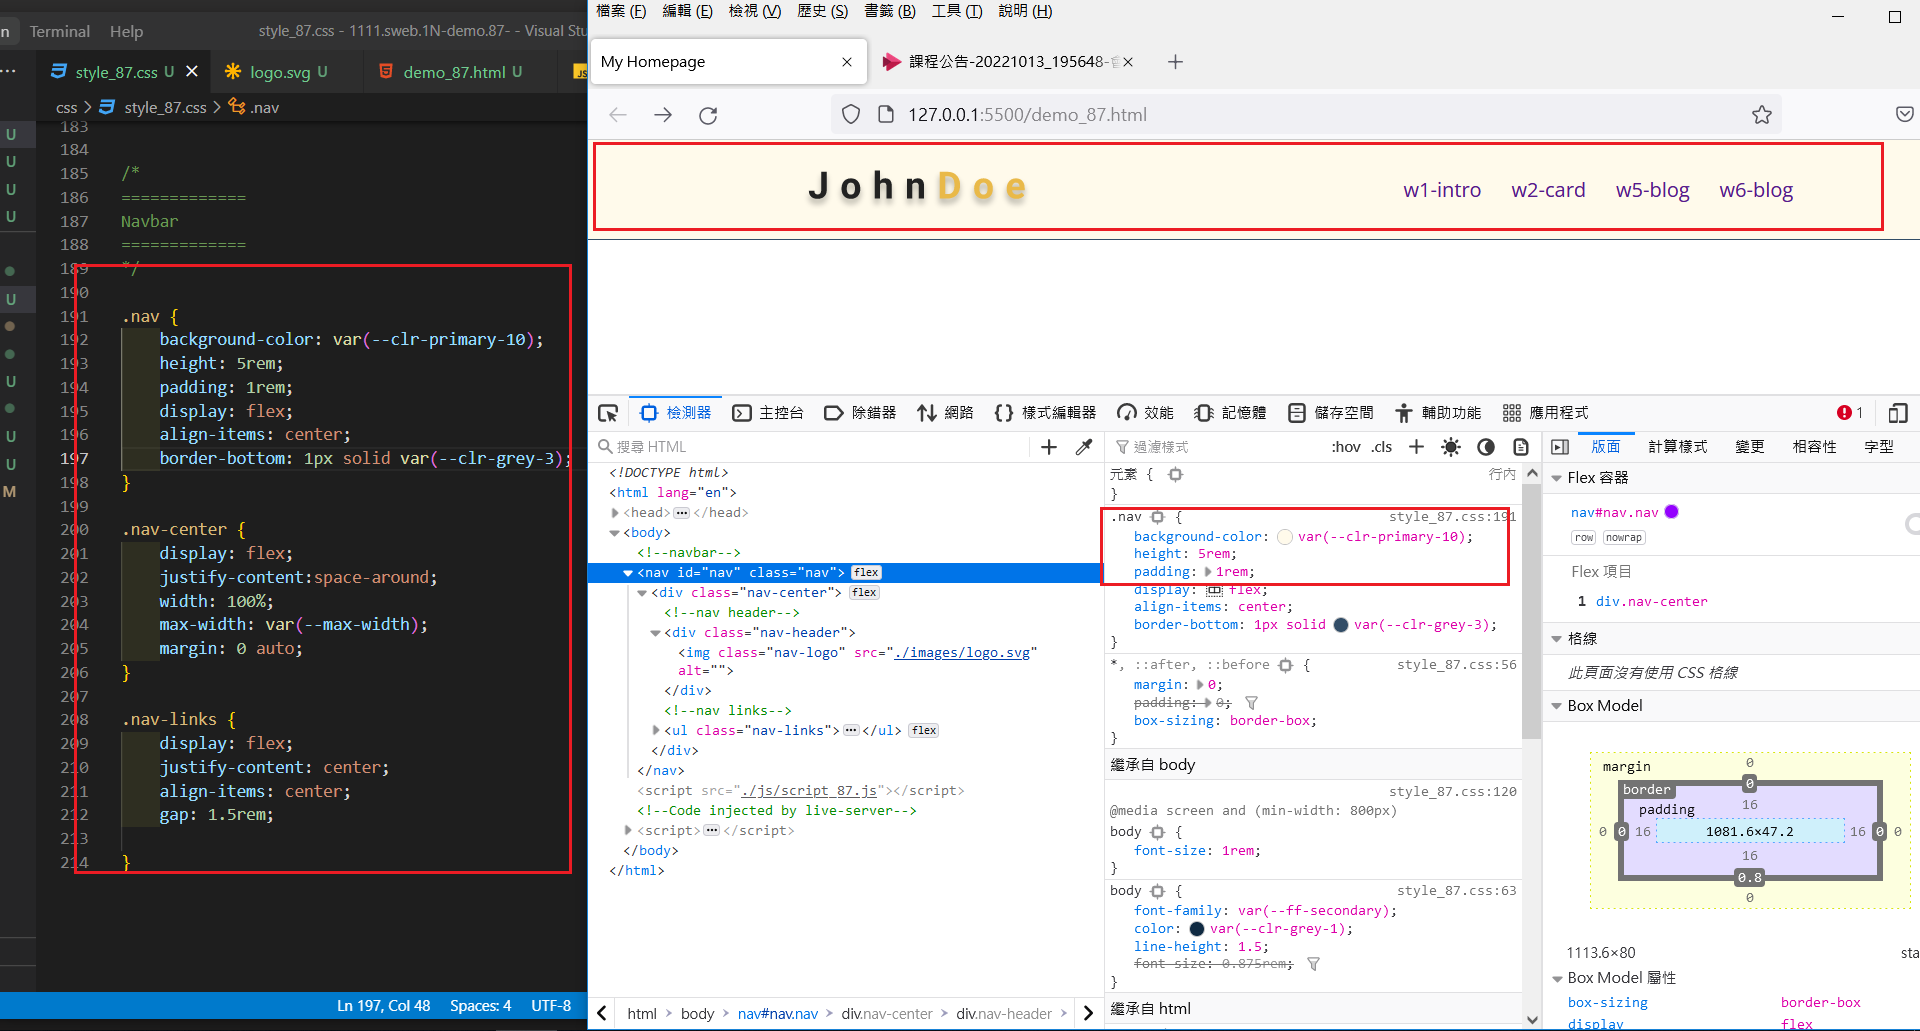 n Terminal Help style_87.css - 1111.sweb.1N-demo.87- - Visual Stu
style_87.css U logo.svg U demo_87.html U JS
css > style_87.css > .nav
183
184
185 /*
186 =============
187 Navbar
188 =============
189 */
190
191 .nav {
192 background-color: var(--clr-primary-10);
193 height: 5rem;
194 padding: 1rem;
195 display: flex;
196 align-items: center;
197 border-bottom: 1px solid var(--clr-grey-3);
198 }
199
200 .nav-center {
201 display: flex;
202 justify-content:space-around;
203 width: 100%;
204 max-width: var(--max-width);
205 margin: 0 auto;
206 }
207
208 .nav-links {
209 display: flex;
210 justify-content: center;
211 align-items: center;
212 gap: 1.5rem;
213
214 }
U
U
U
U
U
U
U
U
M
Ln 197, Col 48 Spaces: 4 UTF-8
檔案 (F) 編輯 (E) 檢視 (V) 歷史 (S) 書籤 (B) 工具 (T) 說明 (H)
My Homepage 課程公告-20221013_195648-
127.0.0.1:5500/demo_87.html
JohnDoe w1-intro w2-card w5-blog w6-blog
檢測器 主控台 除錯器 網路 樣式編輯器 效能 記憶體 儲存空間 輔助功能 應用程式 1
搜尋 HTML
<!DOCTYPE html>
<html lang="en">
<head>···</head>
<body>
<!--navbar-->
<nav id="nav" class="nav"> flex
<div class="nav-center"> flex
<!--nav header-->
<div class="nav-header">
<img class="nav-logo" src="./images/logo.svg"
alt="">
</div>
<!--nav links-->
<ul class="nav-links">···</ul> flex
</div>
</nav>
<script src="./js/script_87.js"></script>
<!--Code injected by live-server-->
<script>···</script>
</body>
</html>
html > body > nav#nav.nav > div.nav-center > div.nav-header >
過濾樣式 :hov .cls
元素 { 行內
}
.nav { style_87.css:191
background-color: var(--clr-primary-10);
height: 5rem;
padding: 1rem;
display: flex;
align-items: center;
border-bottom: 1px solid var(--clr-grey-3);
}
*, ::after, ::before { style_87.css:56
margin: 0;
padding: 0;
box-sizing: border-box;
}
繼承自 body
style_87.css:120
@media screen and (min-width: 800px)
body {
font-size: 1rem;
}
body { style_87.css:63
font-family: var(--ff-secondary);
color: var(--clr-grey-1);
line-height: 1.5;
font-size: 0.875rem;
}
繼承自 html
版面 計算樣式 變更 相容性 字型
Flex 容器
nav#nav.nav
row nowrap
Flex 項目
1 div.nav-center
格線
此頁面沒有使用 CSS 格線
Box Model
margin 0
border 0
padding 16
0 0 16 1081.6×47.2 16 0 0
16
0.8
0
1113.6×80 sta
Box Model 屬性
box-sizing border-box
display flex